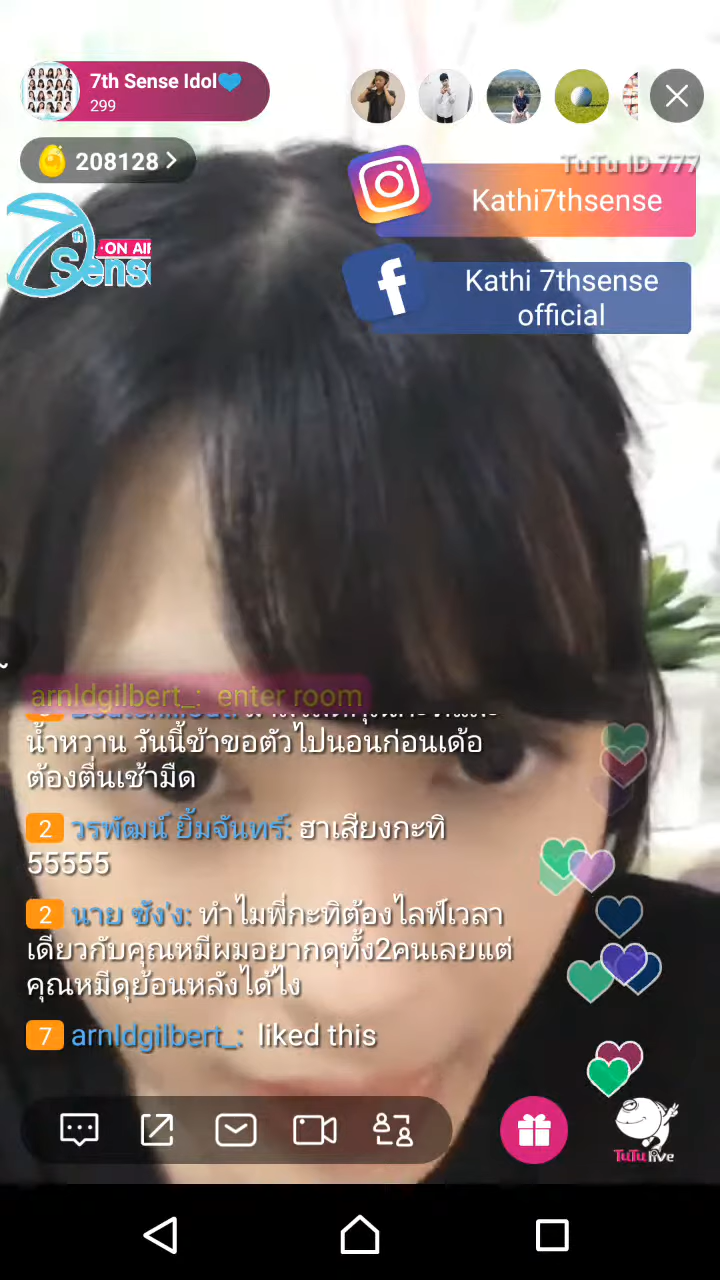 7th Sense Idol
299
208128
TuTu ID 777
7th Sense
·ON AIR
Kathi7thsense
Kathi 7thsense
official
arnldgilbert_: enter room
น้ำหวาน วันนี้ข้าขอตัวไปนอนก่อนเด้อ
ต้องตื่นเช้ามืด
2 วรพัฒน์ ยิ้มจันทร์: ฮาเสียงกะทิ
55555
2 นาย ซัง'ง: ทำไมพี่กะทิต้องไลฟ์เวลา
เดียวกับคุณหมีผมอยากดุทั้ง2คนเลยแต่
คุณหมีดุย้อนหลังได้ไง
7 arnldgilbert_: liked this
TuTu live